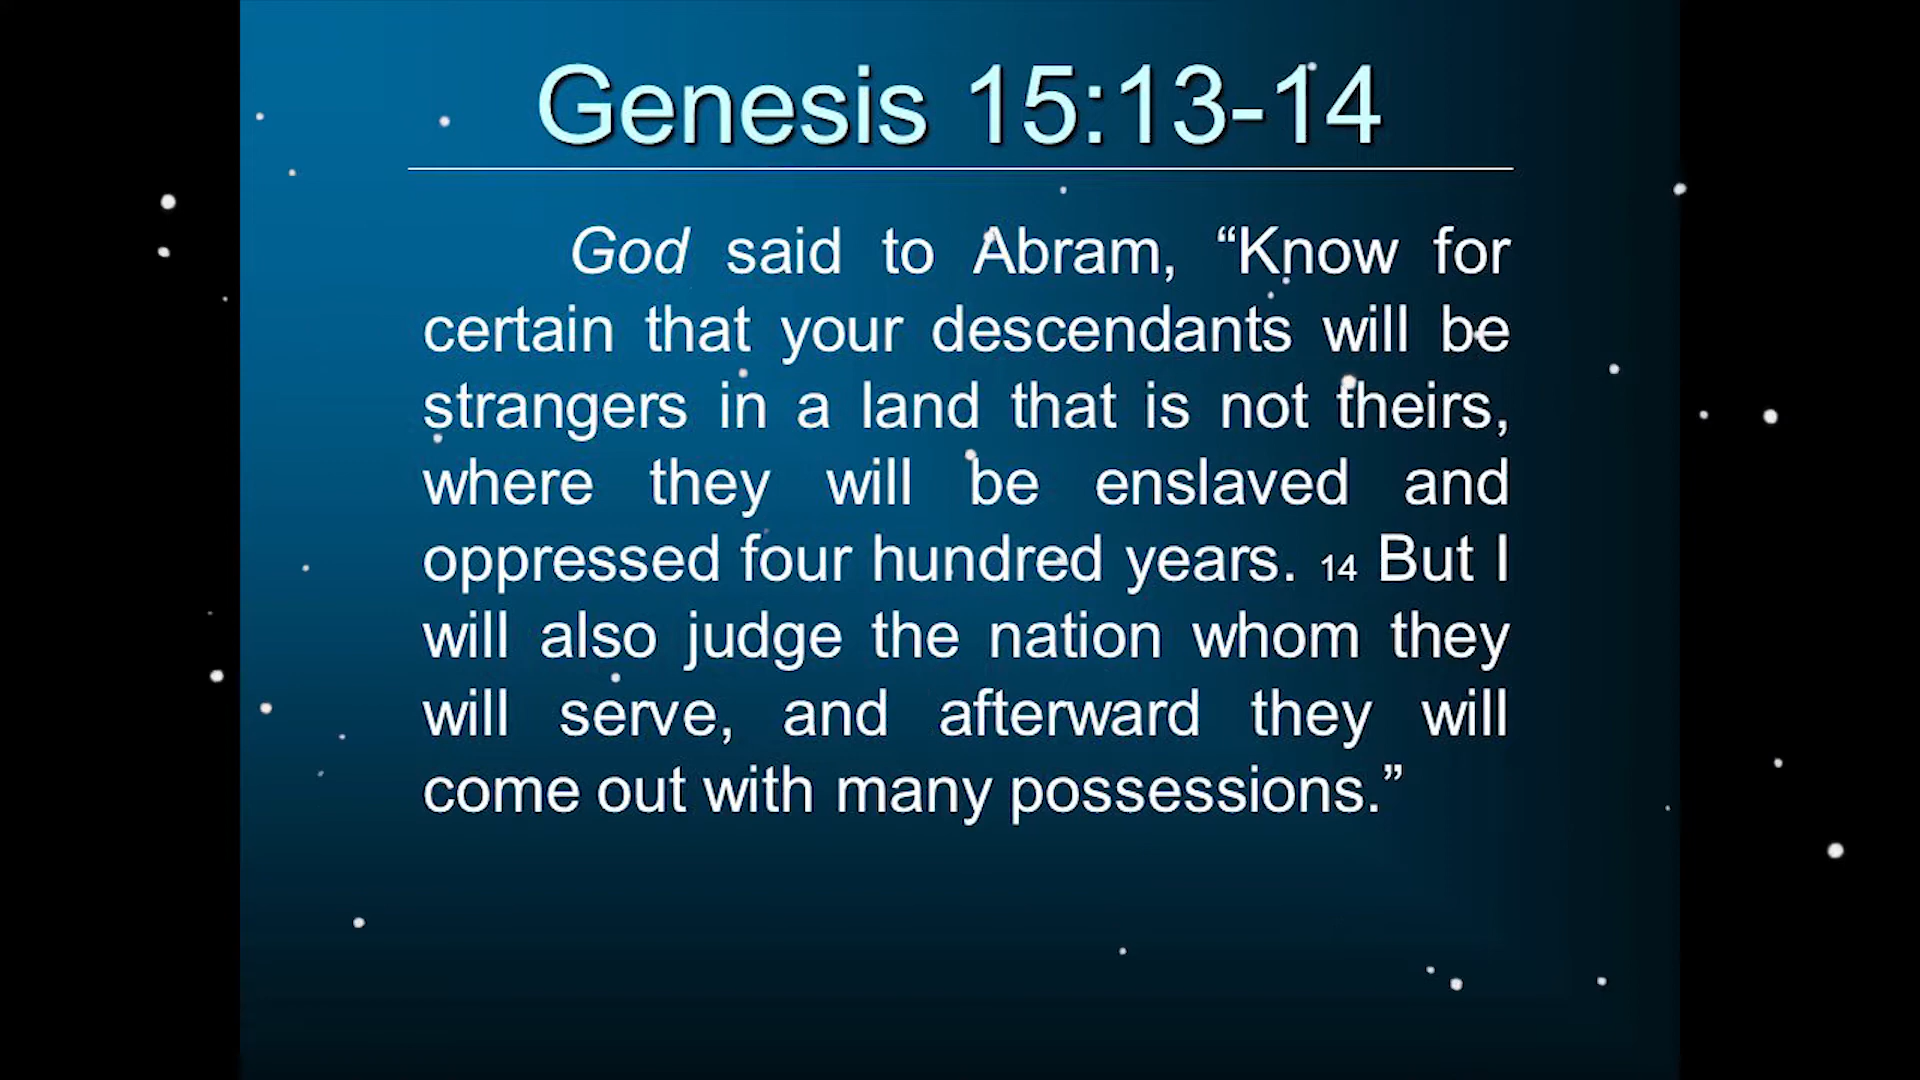 Genesis 15:13-14
God said to Abram, “Know for
certain that your descendants will be
strangers in a land that is not theirs,
where they will be enslaved and
oppressed four hundred years. 14 But I
will also judge the nation whom they
will serve, and afterward they will
come out with many possessions.”